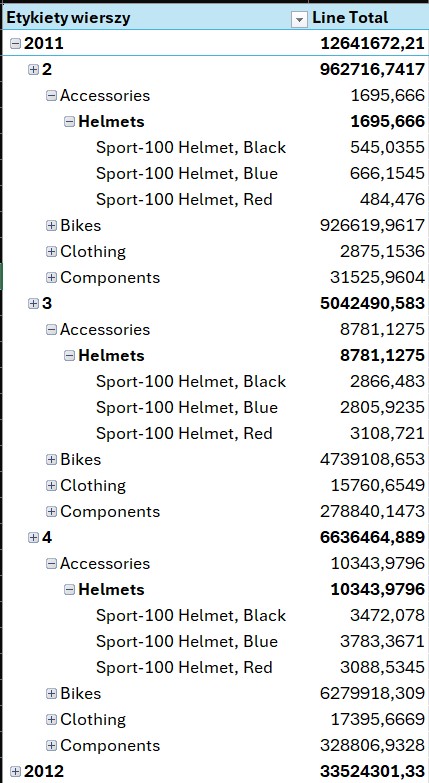 Etykiety wierszy Line Total
2011 12641672,21
2 962716,7417
Accessories 1695,666
Helmets 1695,666
Sport-100 Helmet, Black 545,0355
Sport-100 Helmet, Blue 666,1545
Sport-100 Helmet, Red 484,476
Bikes 926619,9617
Clothing 2875,1536
Components 31525,9604
3 5042490,583
Accessories 8781,1275
Helmets 8781,1275
Sport-100 Helmet, Black 2866,483
Sport-100 Helmet, Blue 2805,9235
Sport-100 Helmet, Red 3108,721
Bikes 4739108,653
Clothing 15760,6549
Components 278840,1473
4 6636464,889
Accessories 10343,9796
Helmets 10343,9796
Sport-100 Helmet, Black 3472,078
Sport-100 Helmet, Blue 3783,3671
Sport-100 Helmet, Red 3088,5345
Bikes 6279918,309
Clothing 17395,6669
Components 328806,9328
2012 33524301,33